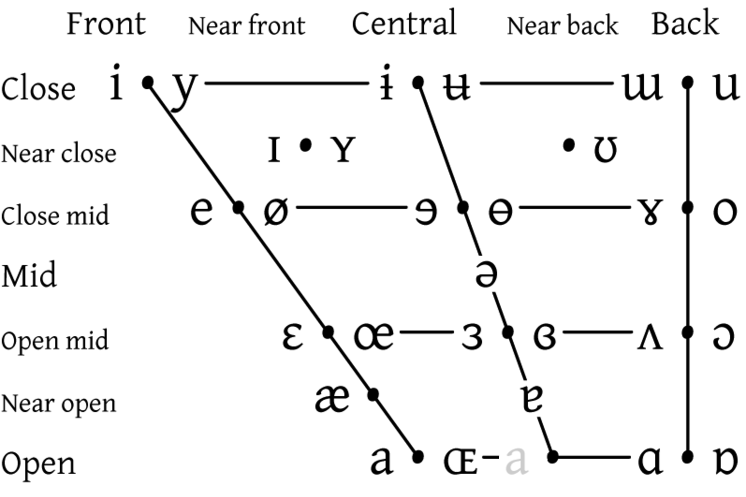 Front Near front Central Near back Back
Close i y ɨ ʉ ɯ u
Near close ɪ ʏ ʊ
Close mid e ø ɘ ɵ ɤ o
Mid ə
Open mid ɛ œ ɜ ɞ ʌ ɔ
Near open æ ɐ
Open a ɶ a ɑ ɒ